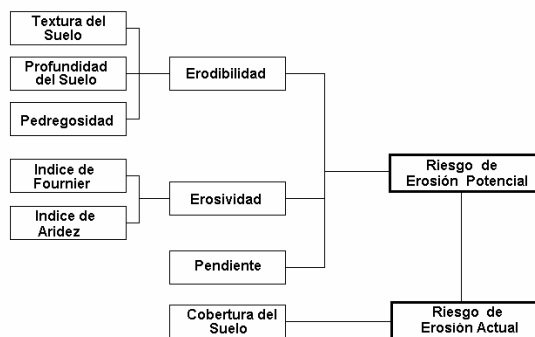 Textura del
Suelo
Profundidad
del Suelo
Pedregosidad
Erodibilidad
Indice de
Fournier
Indice de
Aridez
Erosividad
Pendiente
Cobertura del
Suelo
Riesgo de
Erosión Potencial
Riesgo de
Erosión Actual